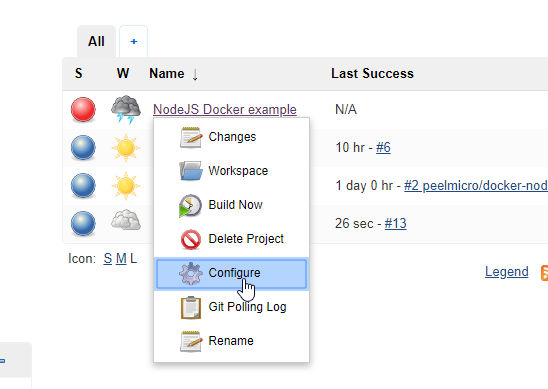 All +
S W Name ↓ Last Success
NodeJS Docker example N/A
Changes
10 hr - #6
Workspace
1 day 0 hr - #2 peelmicro/docker-nod
Build Now
26 sec - #13
Delete Project
Icon: S M L
Configure
Legend
Git Polling Log
Rename